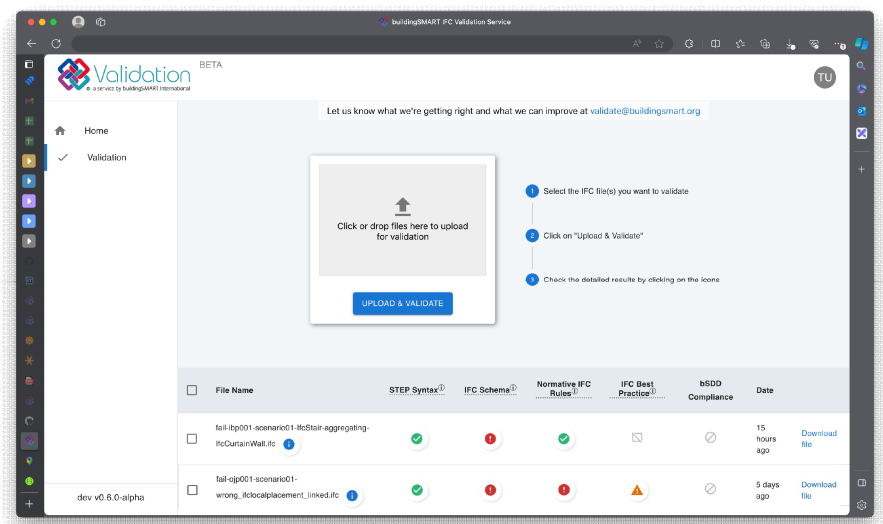 buildingSMART IFC Validation Service
Validation
BETA
a service by buildingSMART International
TU
Let us know what we're getting right and what we can improve at validate@buildingsmart.org
Home
Validation
Click or drop files here to upload
for validation
UPLOAD & VALIDATE
1 Select the IFC file(s) you want to validate
2 Click on "Upload & Validate"
3 Check the detailed results by clicking on the icons
File Name
STEP Syntax
IFC Schema
Normative IFC
Rules
IFC Best
Practice
bSDD
Compliance
Date
fail-ibp001-scenario01-IfcStair-aggregating-
IfcCurtainWall.ifc
15
hours
ago
Download
file
fail-ojp001-scenario01-
wrong_ifclocalplacement_linked.ifc
5 days
ago
Download
file
dev v0.6.0-alpha